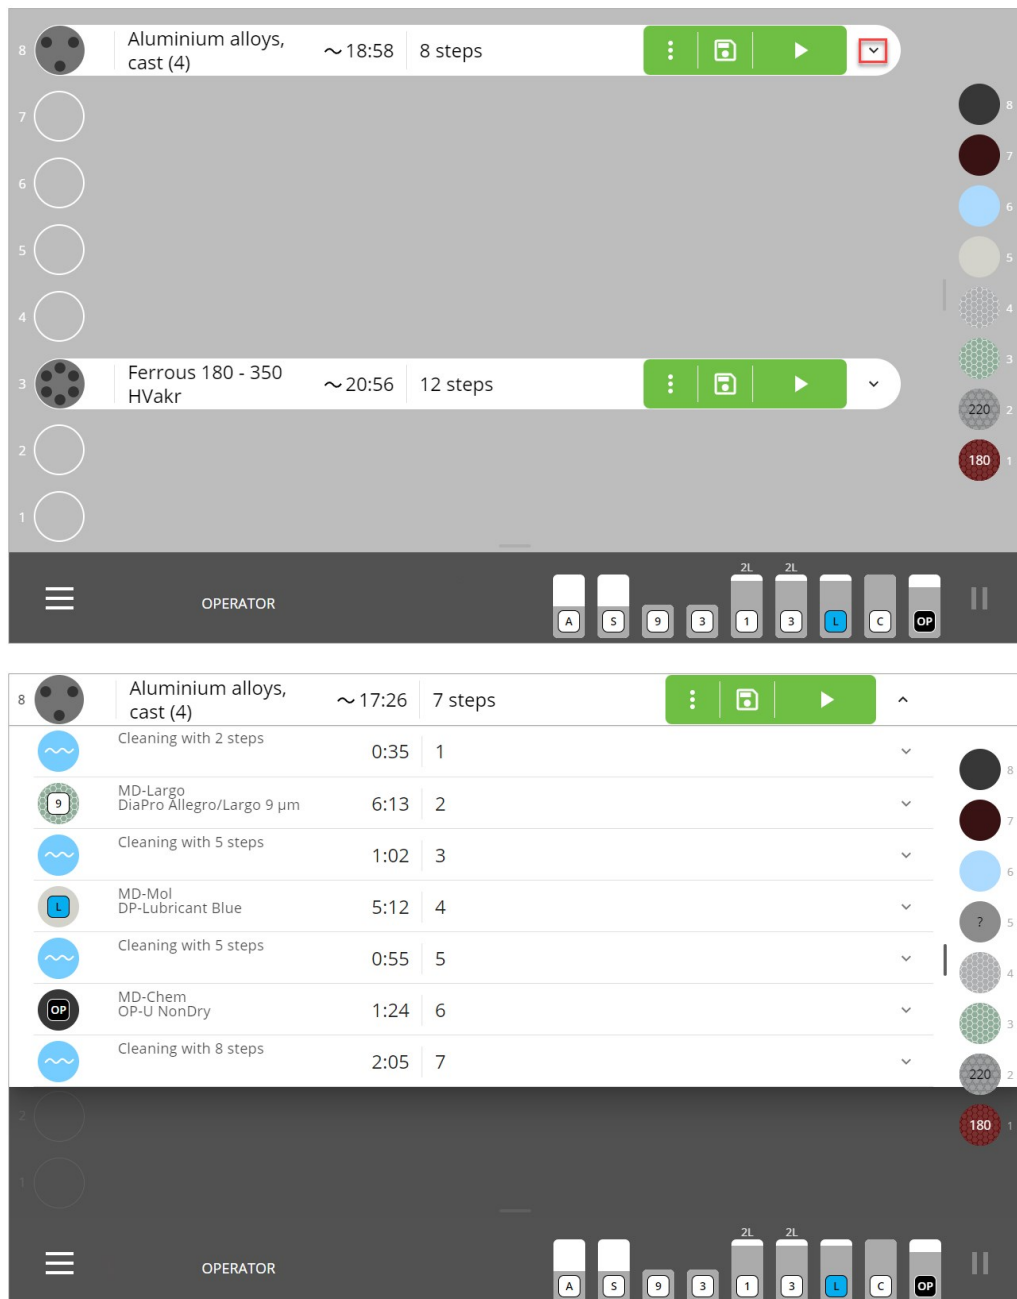 8
Aluminium alloys,
cast (4)
~18:58
8 steps
7
6
5
4
3
Ferrous 180 - 350
HVakr
~20:56
12 steps
2
1
8
7
6
5
4
3
220 2
180 1
OPERATOR
2L 2L
A S 9 3 1 3 L C OP
8
Aluminium alloys,
cast (4)
~17:26
7 steps
Cleaning with 2 steps
0:35 1
9
MD-Largo
DiaPro Allegro/Largo 9 µm
6:13 2
Cleaning with 5 steps
1:02 3
L
MD-Mol
DP-Lubricant Blue
5:12 4
Cleaning with 5 steps
0:55 5
OP
MD-Chem
OP-U NonDry
1:24 6
Cleaning with 8 steps
2:05 7
2
1
8
7
6
? 5
4
3
220 2
180 1
OPERATOR
2L 2L
A S 9 3 1 3 L C OP